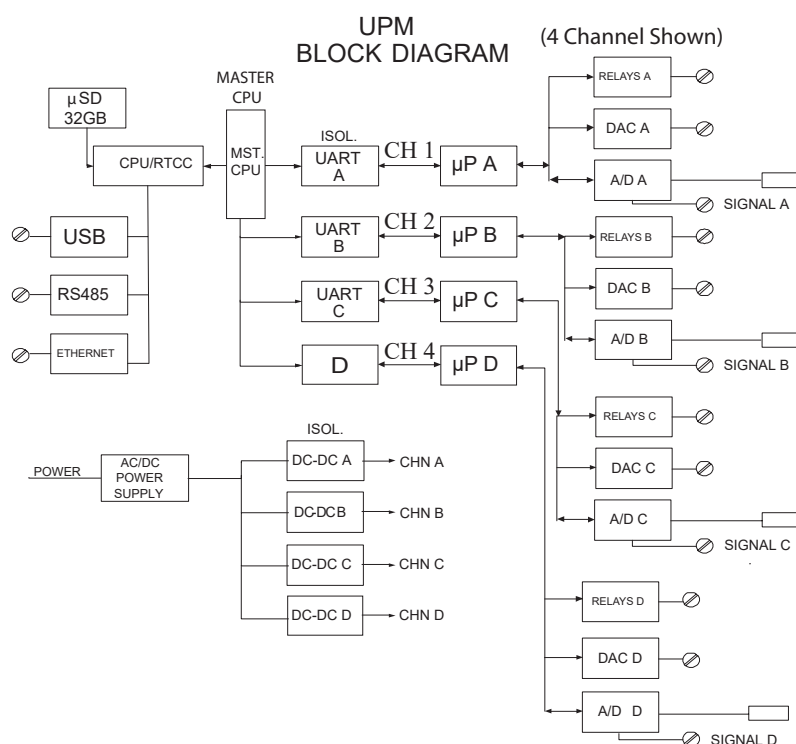 UPM
BLOCK DIAGRAM
(4 Channel Shown)
MASTER
CPU
µSD
32GB
CPU/RTCC
MST.
CPU
USB
RS485
ETHERNET
ISOL.
UART
A
CH 1
µP A
UART
B
CH 2
µP B
UART
C
CH 3
µP C
D
CH 4
µP D
RELAYS A
DAC A
A/D A
SIGNAL A
RELAYS B
DAC B
A/D B
SIGNAL B
RELAYS C
DAC C
A/D C
SIGNAL C
RELAYS D
DAC D
A/D D
SIGNAL D
POWER
AC/DC
POWER
SUPPLY
ISOL.
DC-DC A
CHN A
DC-DC B
CHN B
DC-DC C
CHN C
DC-DC D
CHN D